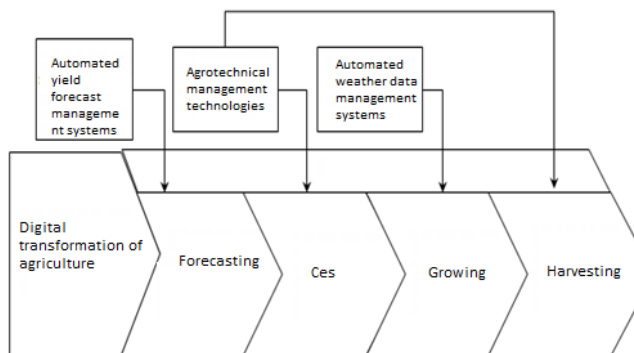 Automated
yield
forecast
manageme
nt systems
Agrotechnical
management
technologies
Automated
weather data
management
systems
Digital
transformation of
agriculture
Forecasting
Ces
Growing
Harvesting